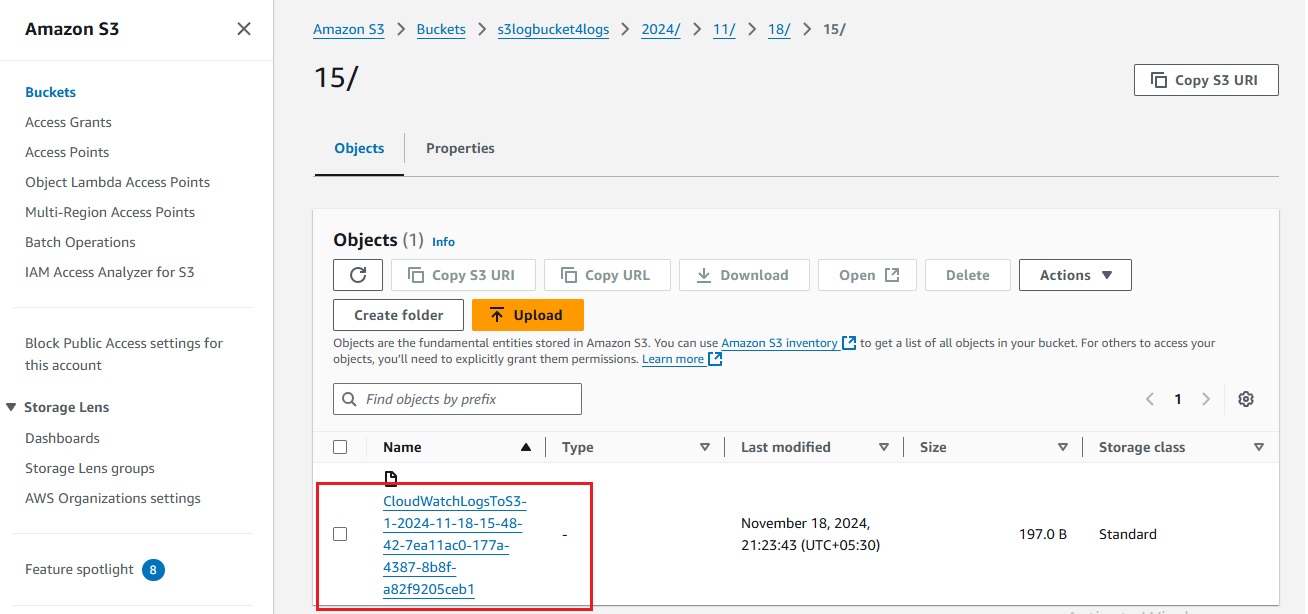 Amazon S3
Buckets
Access Grants
Access Points
Object Lambda Access Points
Multi-Region Access Points
Batch Operations
IAM Access Analyzer for S3
Block Public Access settings for
this account
Storage Lens
Dashboards
Storage Lens groups
AWS Organizations settings
Feature spotlight 8
Amazon S3 > Buckets > s3logbucket4logs > 2024/ > 11/ > 18/ > 15/
15/
Copy S3 URI
Objects Properties
Objects (1) Info
Copy S3 URI Copy URL Download Open Delete Actions
Create folder Upload
Objects are the fundamental entities stored in Amazon S3. You can use Amazon S3 inventory to get a list of all objects in your bucket. For others to access your
objects, you'll need to explicitly grant them permissions. Learn more
Find objects by prefix
1
Name Type Last modified Size Storage class
CloudWatchLogsToS3-
1-2024-11-18-15-48-
42-7ea11ac0-177a-
4387-8b8f-
a82f9205ceb1
-
November 18, 2024,
21:23:43 (UTC+05:30)
197.0 B
Standard